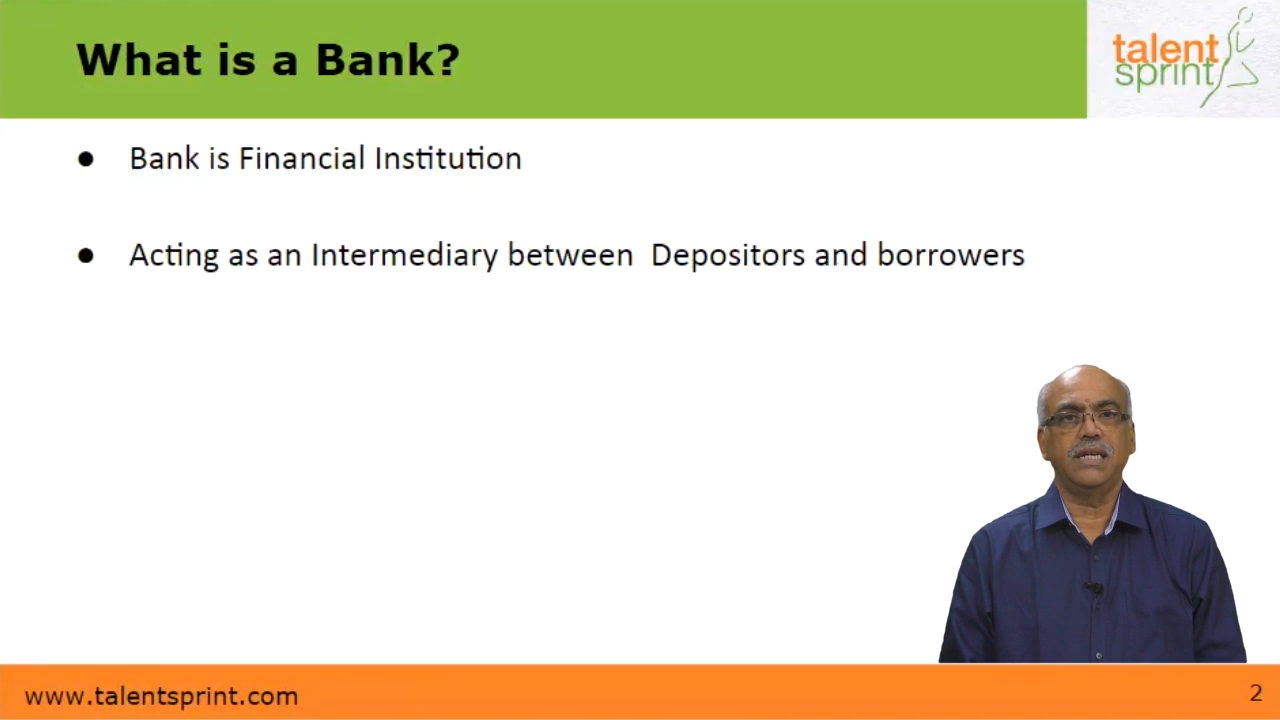 What is a Bank?
talent
sprint
● Bank is Financial Institution
● Acting as an Intermediary between Depositors and borrowers
www.talentsprint.com
2